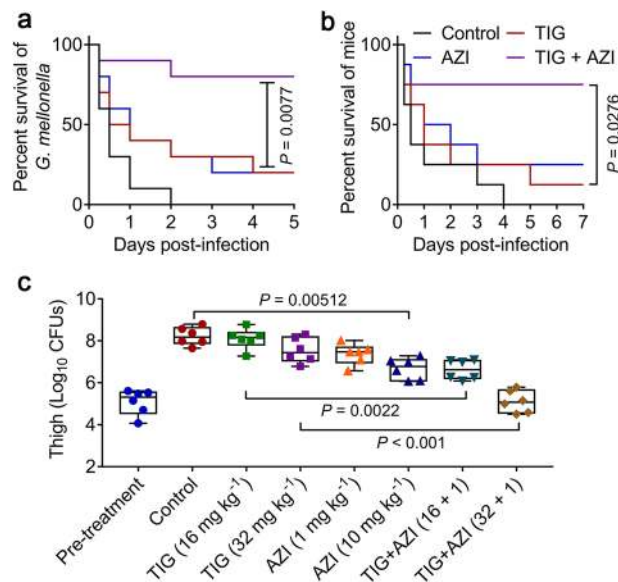 a
Percent survival of
G. mellonella
100
50
0
0 1 2 3 4 5
Days post-infection
P = 0.0077
b
Control
TIG
AZI
TIG + AZI
Percent survival of mice
100
50
0
0 1 2 3 4 5 6 7
Days post-infection
P = 0.0276
c
Thigh (Log10 CFUs)
10
8
6
4
2
P = 0.00512
P = 0.0022
P < 0.001
Pre-treatment
Control
TIG (16 mg kg⁻¹)
TIG (32 mg kg⁻¹)
AZI (1 mg kg⁻¹)
AZI (10 mg kg⁻¹)
TIG+AZI (16 + 1)
TIG+AZI (32 + 1)